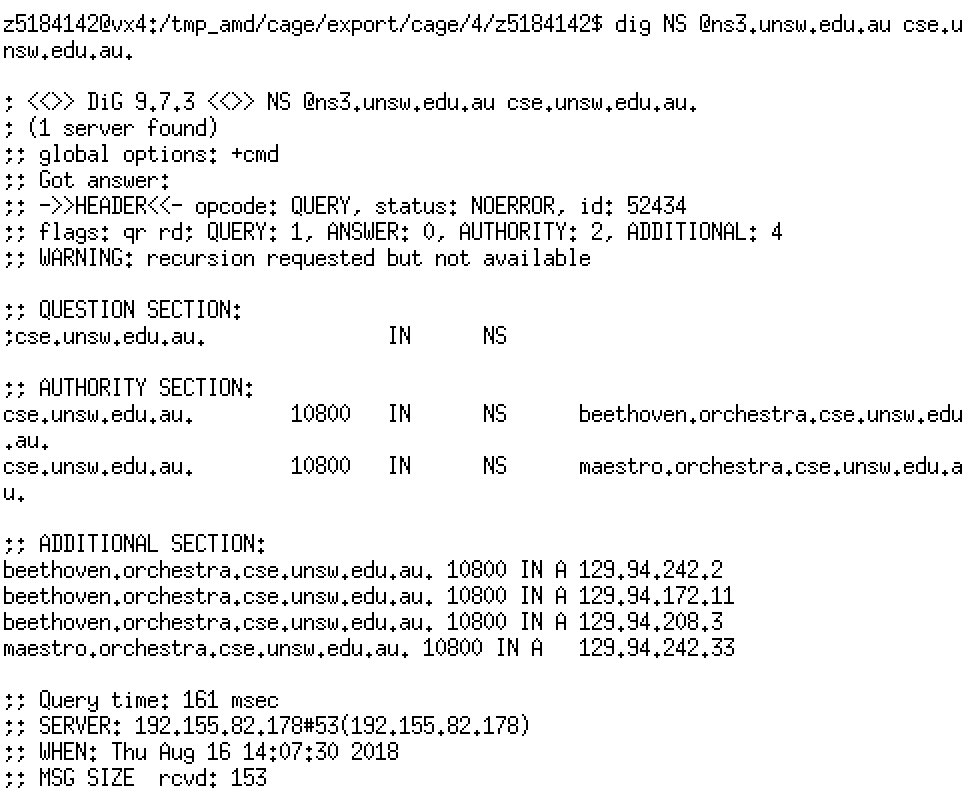 z5184142@vx4:/tmp_amd/cage/export/cage/4/z5184142$ dig NS @ns3.unsw.edu.au cse.u
nsw.edu.au.

; <<>> DiG 9.7.3 <<>> NS @ns3.unsw.edu.au cse.unsw.edu.au.
; (1 server found)
;; global options: +cmd
;; Got answer:
;; ->>HEADER<<- opcode: QUERY, status: NOERROR, id: 52434
;; flags: qr rd; QUERY: 1, ANSWER: 0, AUTHORITY: 2, ADDITIONAL: 4
;; WARNING: recursion requested but not available

;; QUESTION SECTION:
;cse.unsw.edu.au.               IN      NS

;; AUTHORITY SECTION:
cse.unsw.edu.au.        10800   IN      NS      beethoven.orchestra.cse.unsw.edu
.au.
cse.unsw.edu.au.        10800   IN      NS      maestro.orchestra.cse.unsw.edu.a
u.

;; ADDITIONAL SECTION:
beethoven.orchestra.cse.unsw.edu.au. 10800 IN A 129.94.242.2
beethoven.orchestra.cse.unsw.edu.au. 10800 IN A 129.94.172.11
beethoven.orchestra.cse.unsw.edu.au. 10800 IN A 129.94.208.3
maestro.orchestra.cse.unsw.edu.au. 10800 IN A   129.94.242.33

;; Query time: 161 msec
;; SERVER: 192.155.82.178#53(192.155.82.178)
;; WHEN: Thu Aug 16 14:07:30 2018
;; MSG SIZE  rcvd: 153